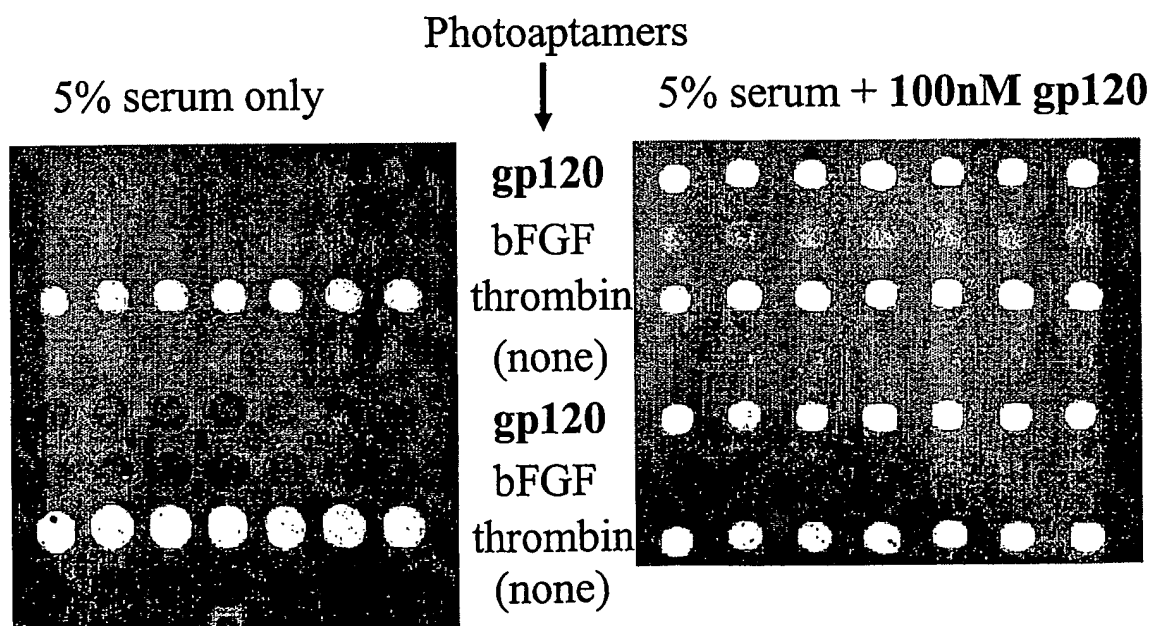 Photoaptamers
5% serum only
5% serum + 100nM gp120
gp120
bFGF
thrombin
(none)
gp120
bFGF
thrombin
(none)